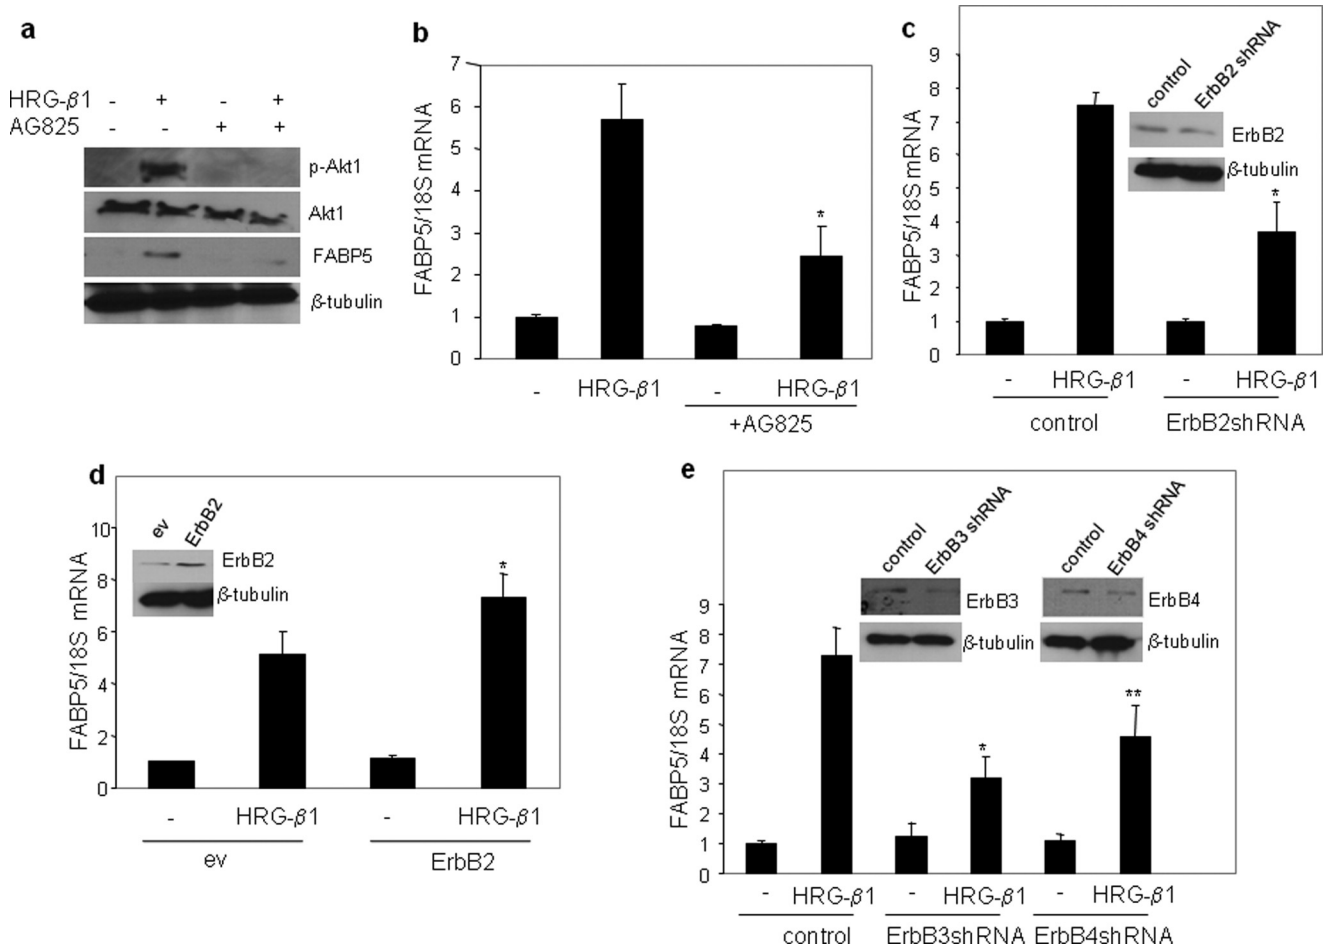 a
HRG-β1 - + - +
AG825 - - + +
p-Akt1
Akt1
FABP5
ß-tubulin
b
FABP5/18S mRNA
7
6
5
4
3
2
1
0
*
- HRG-β1 - HRG-β1
+AG825
c
FABP5/18S mRNA
9
8
7
6
5
4
3
2
1
0
control ErbB2 shRNA
ErbB2
ß-tubulin
*
- HRG-β1 - HRG-β1
control ErbB2shRNA
d
FABP5/18S mRNA
10
8
6
4
2
0
ev ErbB2
ErbB2
ß-tubulin
*
- HRG-β1 - HRG-β1
ev ErbB2
e
FABP5/18S mRNA
9
8
7
6
5
4
3
2
1
0
control ErbB3 shRNA
ErbB3
ß-tubulin
control ErbB4 shRNA
ErbB4
ß-tubulin
*
**
- HRG-β1 - HRG-β1 - HRG-β1
control ErbB3shRNA ErbB4shRNA